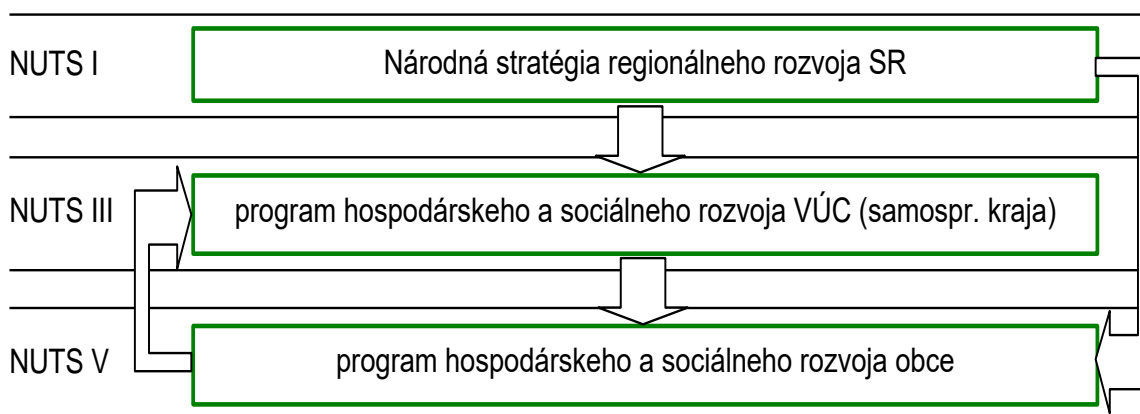 NUTS I
Národná stratégia regionálneho rozvoja SR
NUTS III
program hospodárskeho a sociálneho rozvoja VÚC (samospr. kraja)
NUTS V
program hospodárskeho a sociálneho rozvoja obce